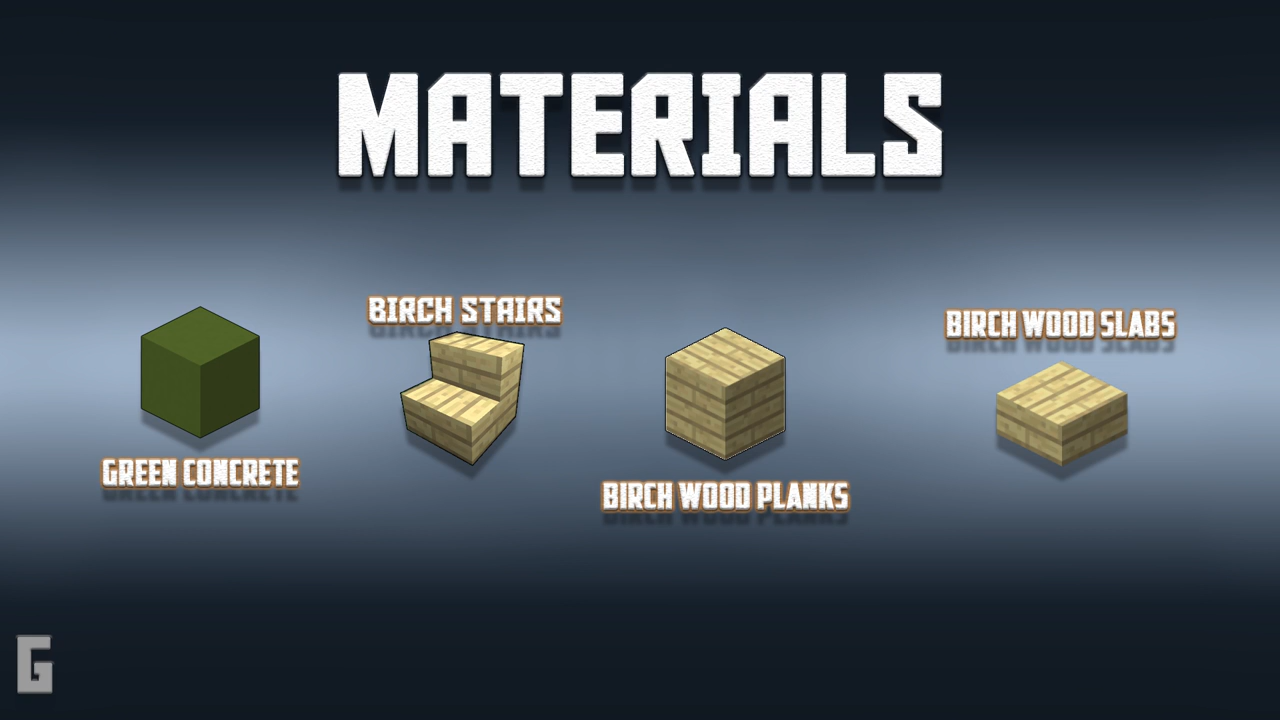 MATERIALS
BIRCH STAIRS
BIRCH WOOD SLABS
GREEN CONCRETE
BIRCH WOOD PLANKS
G